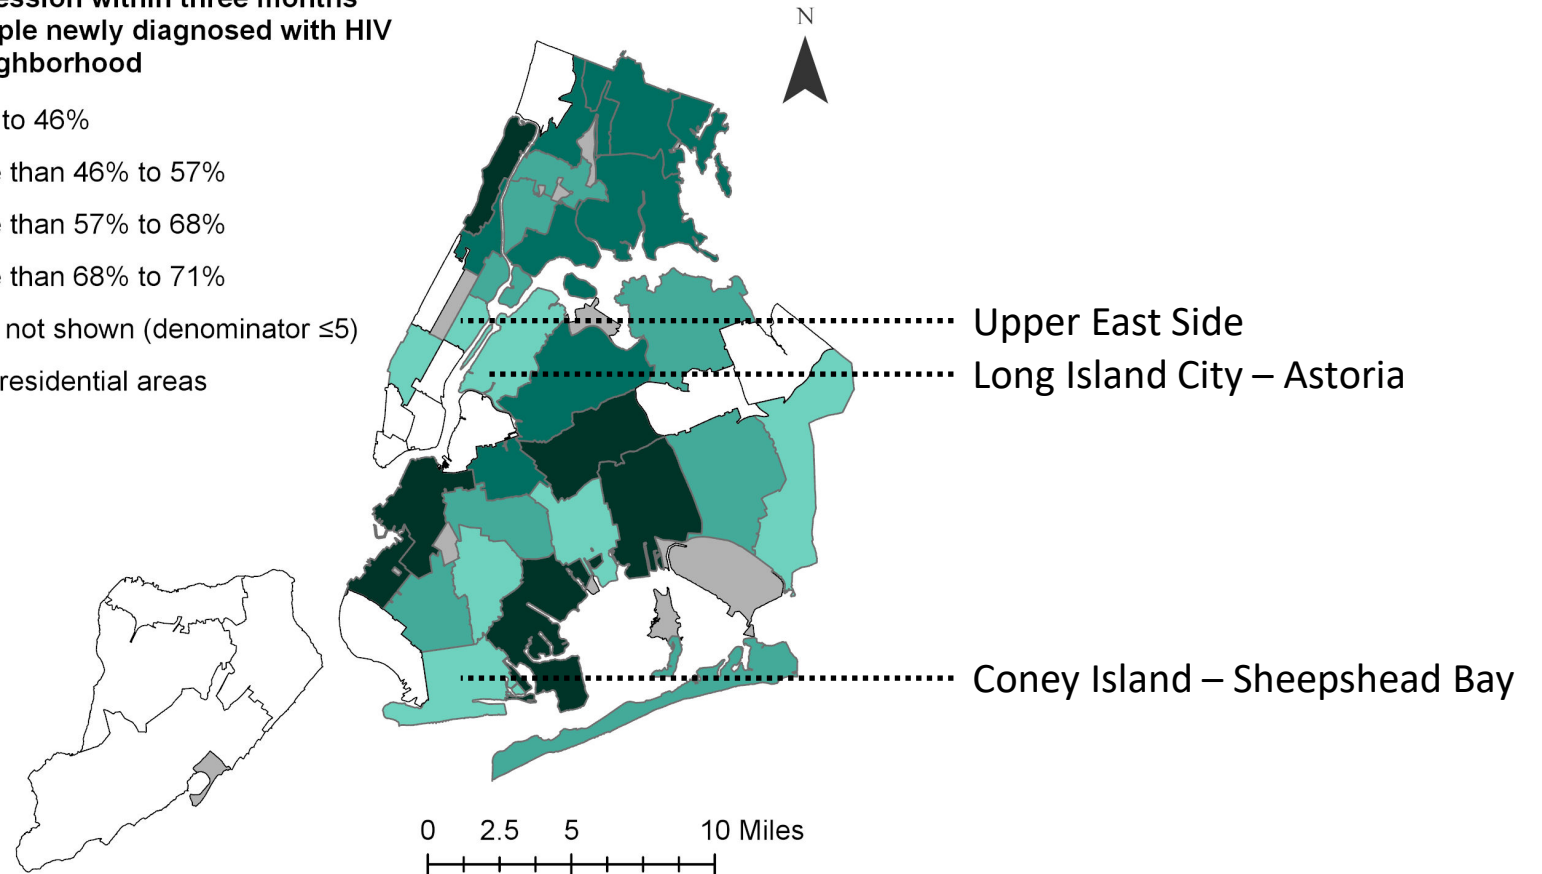 ession within three months
ple newly diagnosed with HIV
ghborhood
to 46%
than 46% to 57%
than 57% to 68%
than 68% to 71%
not shown (denominator ≤5)
residential areas
N
Upper East Side
Long Island City – Astoria
Coney Island – Sheepshead Bay
0 2.5 5 10 Miles